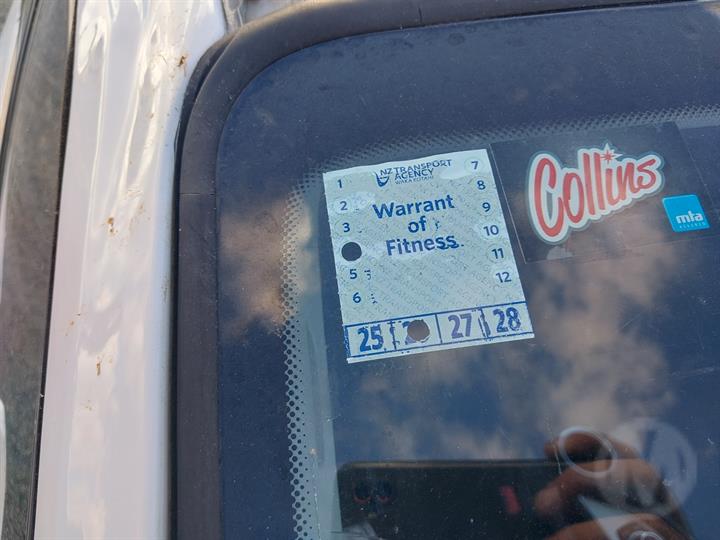 NZ TRANSPORT
AGENCY
WAKA KOTAHI
Warrant
of
Fitness
1
2
3
5
6
7
8
9
10
11
12
25
27
28
Collins
mta